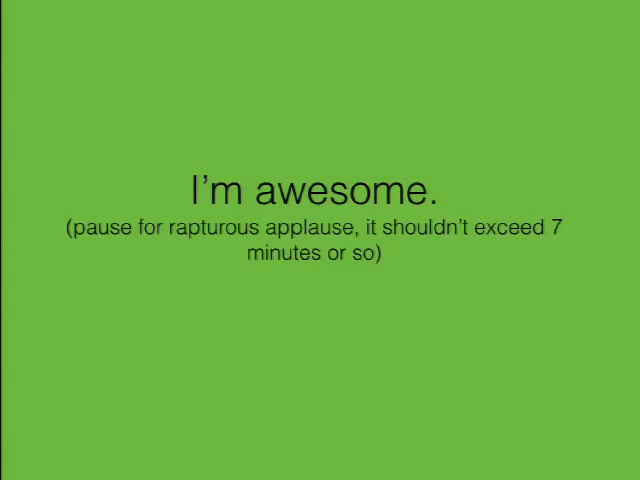 I’m awesome.
(pause for rapturous applause, it shouldn’t exceed 7
minutes or so)